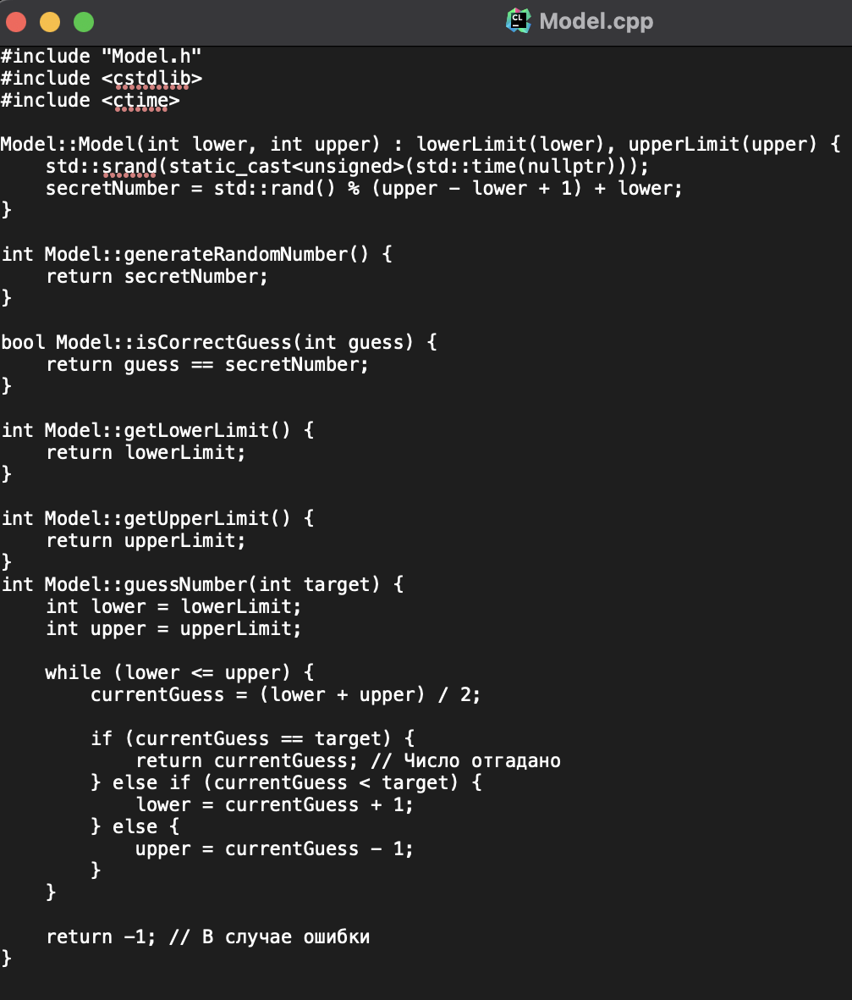 CL
Model.cpp
#include "Model.h"
#include <cstdlib>
#include <ctime>

Model::Model(int lower, int upper) : lowerLimit(lower), upperLimit(upper) {
    std::srand(static_cast<unsigned>(std::time(nullptr)));
    secretNumber = std::rand() % (upper - lower + 1) + lower;
}

int Model::generateRandomNumber() {
    return secretNumber;
}

bool Model::isCorrectGuess(int guess) {
    return guess == secretNumber;
}

int Model::getLowerLimit() {
    return lowerLimit;
}

int Model::getUpperLimit() {
    return upperLimit;
}
int Model::guessNumber(int target) {
    int lower = lowerLimit;
    int upper = upperLimit;

    while (lower <= upper) {
        currentGuess = (lower + upper) / 2;

        if (currentGuess == target) {
            return currentGuess; // Число отгадано
        } else if (currentGuess < target) {
            lower = currentGuess + 1;
        } else {
            upper = currentGuess - 1;
        }
    }

    return -1; // В случае ошибки
}